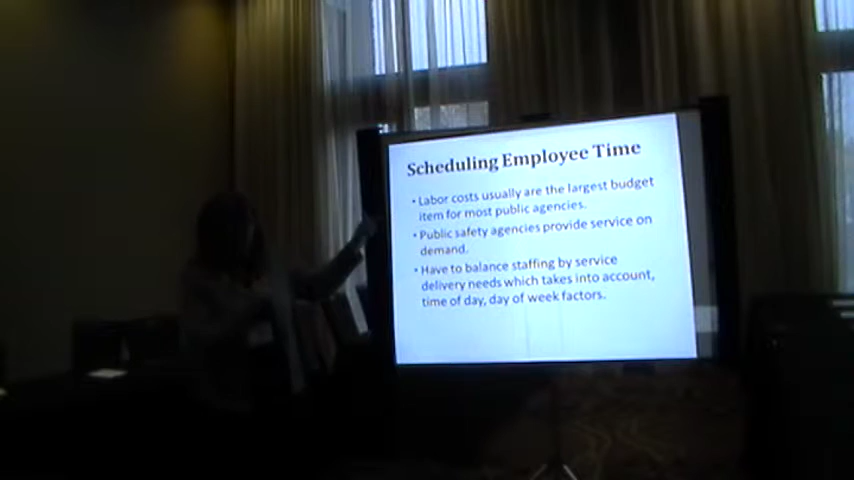 Scheduling Employee Time
• Labor costs usually are the largest budget
item for most public agencies.
• Public safety agencies provide service on
demand.
• Have to balance staffing by service
delivery needs which takes into account,
time of day, day of week factors.